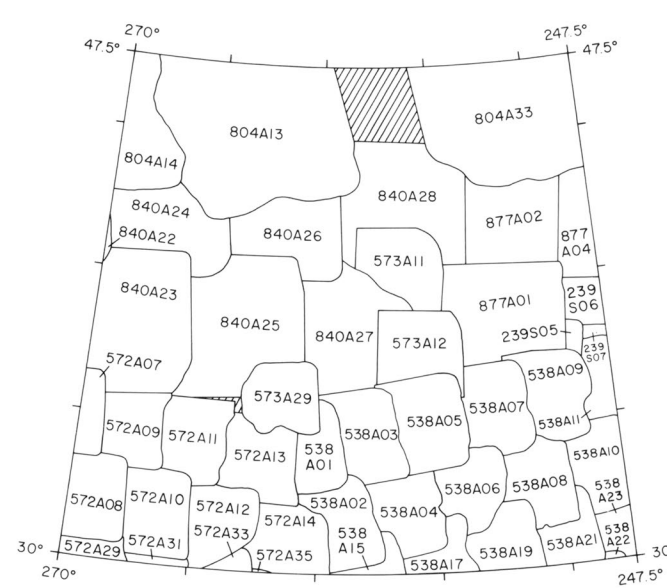 270°
247.5°
47.5°
47.5°
804A33
804A13
804A14
840A28
840A24
877A02
840A26
840A22
877
A04
573A11
840A23
239
S06
877A01
840A25
840A27
239S05
573A12
239
S07
572A07
538A09
573A29
538A07
538A05
538A11
572A09
538A03
572A11
538
A01
572A13
538A10
538A08
538A06
538
A23
572A08
572A10
538A02
572A12
538A04
572A14
572A33
538
A15
538
A22
572A31
538A21
572A29
538A19
572A35
538A17
30°
30
270°
247.5°